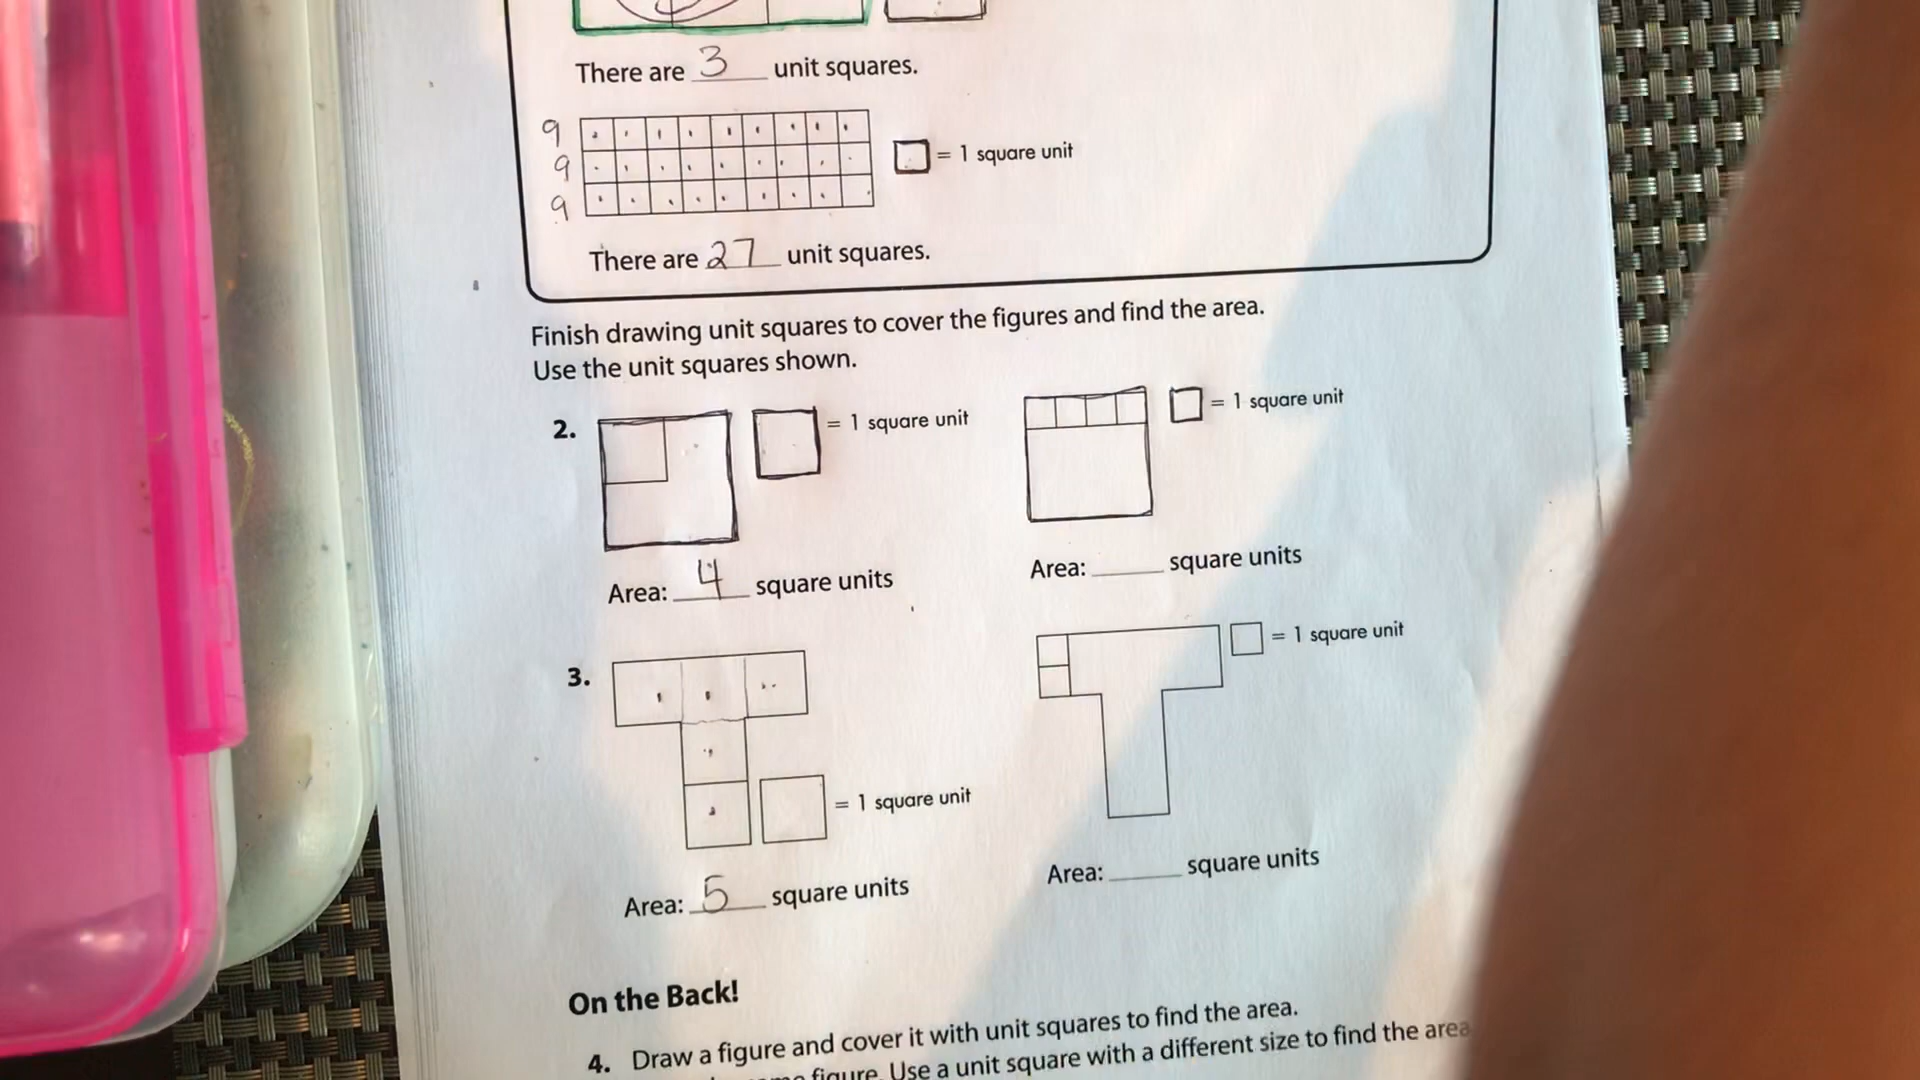 There are 3 unit squares.
9
9
9
= 1 square unit
There are 27 unit squares.
Finish drawing unit squares to cover the figures and find the area.
Use the unit squares shown.
2.
= 1 square unit
= 1 square unit
Area: 4 square units
Area: ____ square units
3.
= 1 square unit
= 1 square unit
Area: 5 square units
Area: ____ square units
On the Back!
4. Draw a figure and cover it with unit squares to find the area.
figure. Use a unit square with a different size to find the area